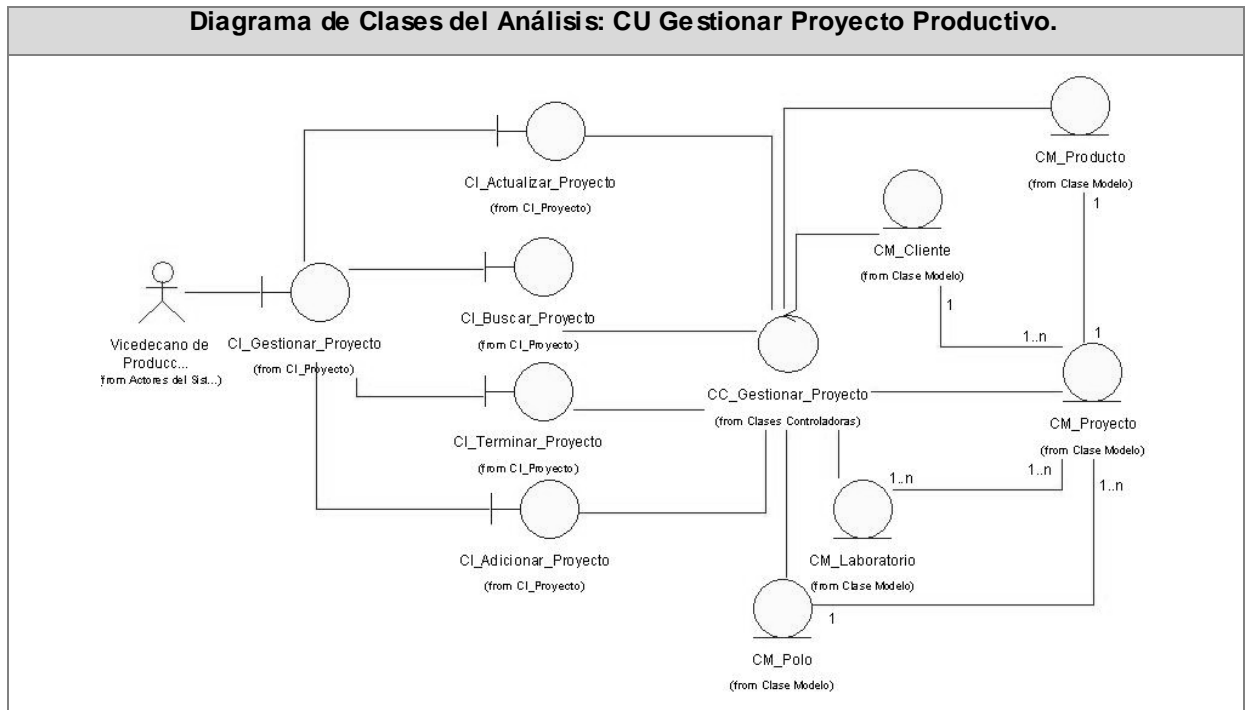 Diagrama de Clases del Análisis: CU Gestionar Proyecto Productivo.
CM_Producto
(from Clase Modelo)
1
CI_Actualizar_Proyecto
(from CI_Proyecto)
CM_Cliente
(from Clase Modelo)
1
CI_Buscar_Proyecto
(from CI_Proyecto)
1..n
1
Vicedecano de
Producc...
(from Actores del Sist...)
CI_Gestionar_Proyecto
(from CI_Proyecto)
CC_Gestionar_Proyecto
(from Clases Controladoras)
CM_Proyecto
(from Clase Modelo)
CI_Terminar_Proyecto
(from CI_Proyecto)
1..n
1..n
1..n
CI_Adicionar_Proyecto
(from CI_Proyecto)
CM_Laboratorio
(from Clase Modelo)
1
CM_Polo
(from Clase Modelo)